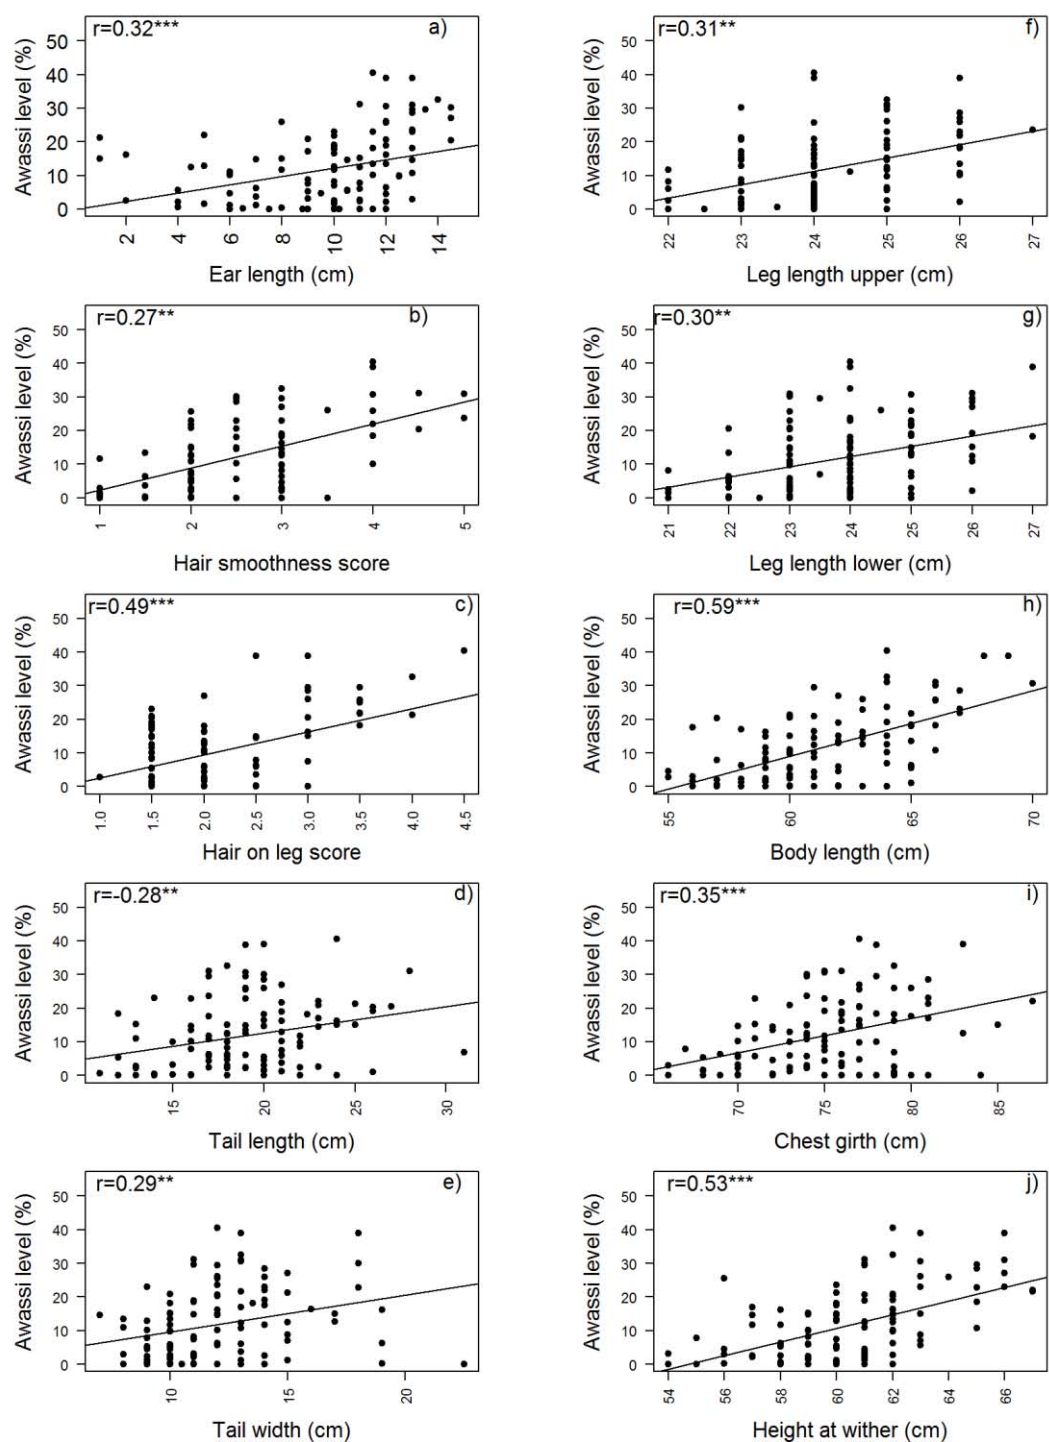 r=0.32***
a)
Awassi level (%)
50
40
30
20
10
0
2 4 6 8 10 12 14
Ear length (cm)
r=0.31**
f)
Awassi level (%)
50
40
30
20
10
0
22 23 24 25 26 27
Leg length upper (cm)
r=0.27**
b)
Awassi level (%)
50
40
30
20
10
0
1 2 3 4 5
Hair smoothness score
r=0.30**
g)
Awassi level (%)
50
40
30
20
10
0
21 22 23 24 25 26 27
Leg length lower (cm)
r=0.49***
c)
Awassi level (%)
50
40
30
20
10
0
1.0 1.5 2.0 2.5 3.0 3.5 4.0 4.5
Hair on leg score
r=0.59***
h)
Awassi level (%)
50
40
30
20
10
0
55 60 65 70
Body length (cm)
r=-0.28**
d)
Awassi level (%)
50
40
30
20
10
0
15 20 25 30
Tail length (cm)
r=0.35***
i)
Awassi level (%)
50
40
30
20
10
0
70 75 80 85
Chest girth (cm)
r=0.29**
e)
Awassi level (%)
50
40
30
20
10
0
10 15 20
Tail width (cm)
r=0.53***
j)
Awassi level (%)
50
40
30
20
10
0
54 56 58 60 62 64 66
Height at wither (cm)